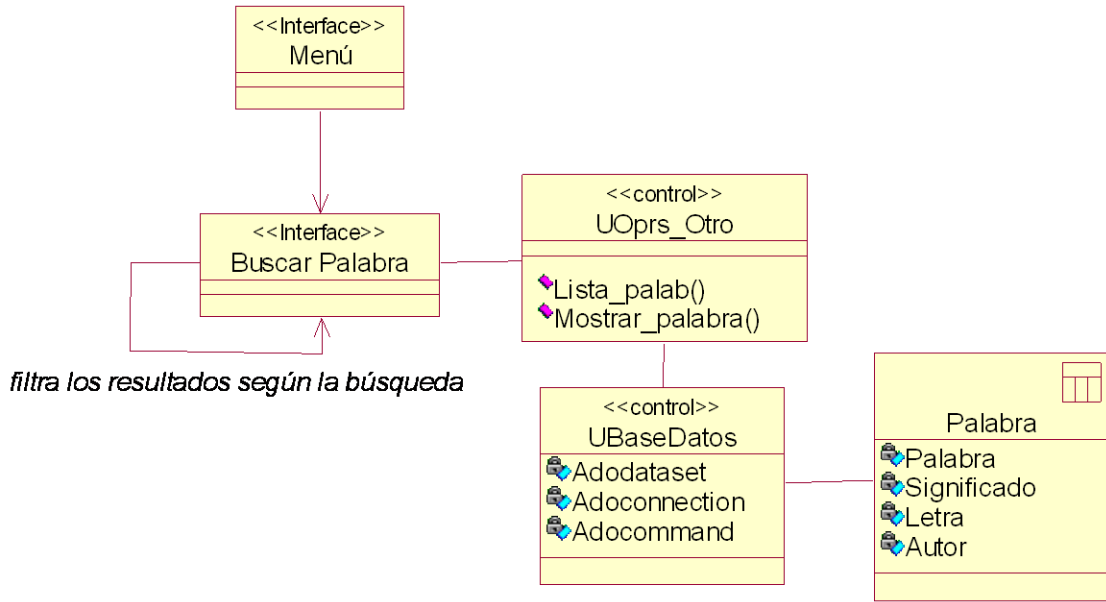 <<Interface>>
Menú
<<Interface>>
Buscar Palabra
filtra los resultados según la búsqueda
<<control>>
UOprs_Otro
Lista_palab()
Mostrar_palabra()
<<control>>
UBaseDatos
Adodataset
Adoconnection
Adocommand
Palabra
Palabra
Significado
Letra
Autor